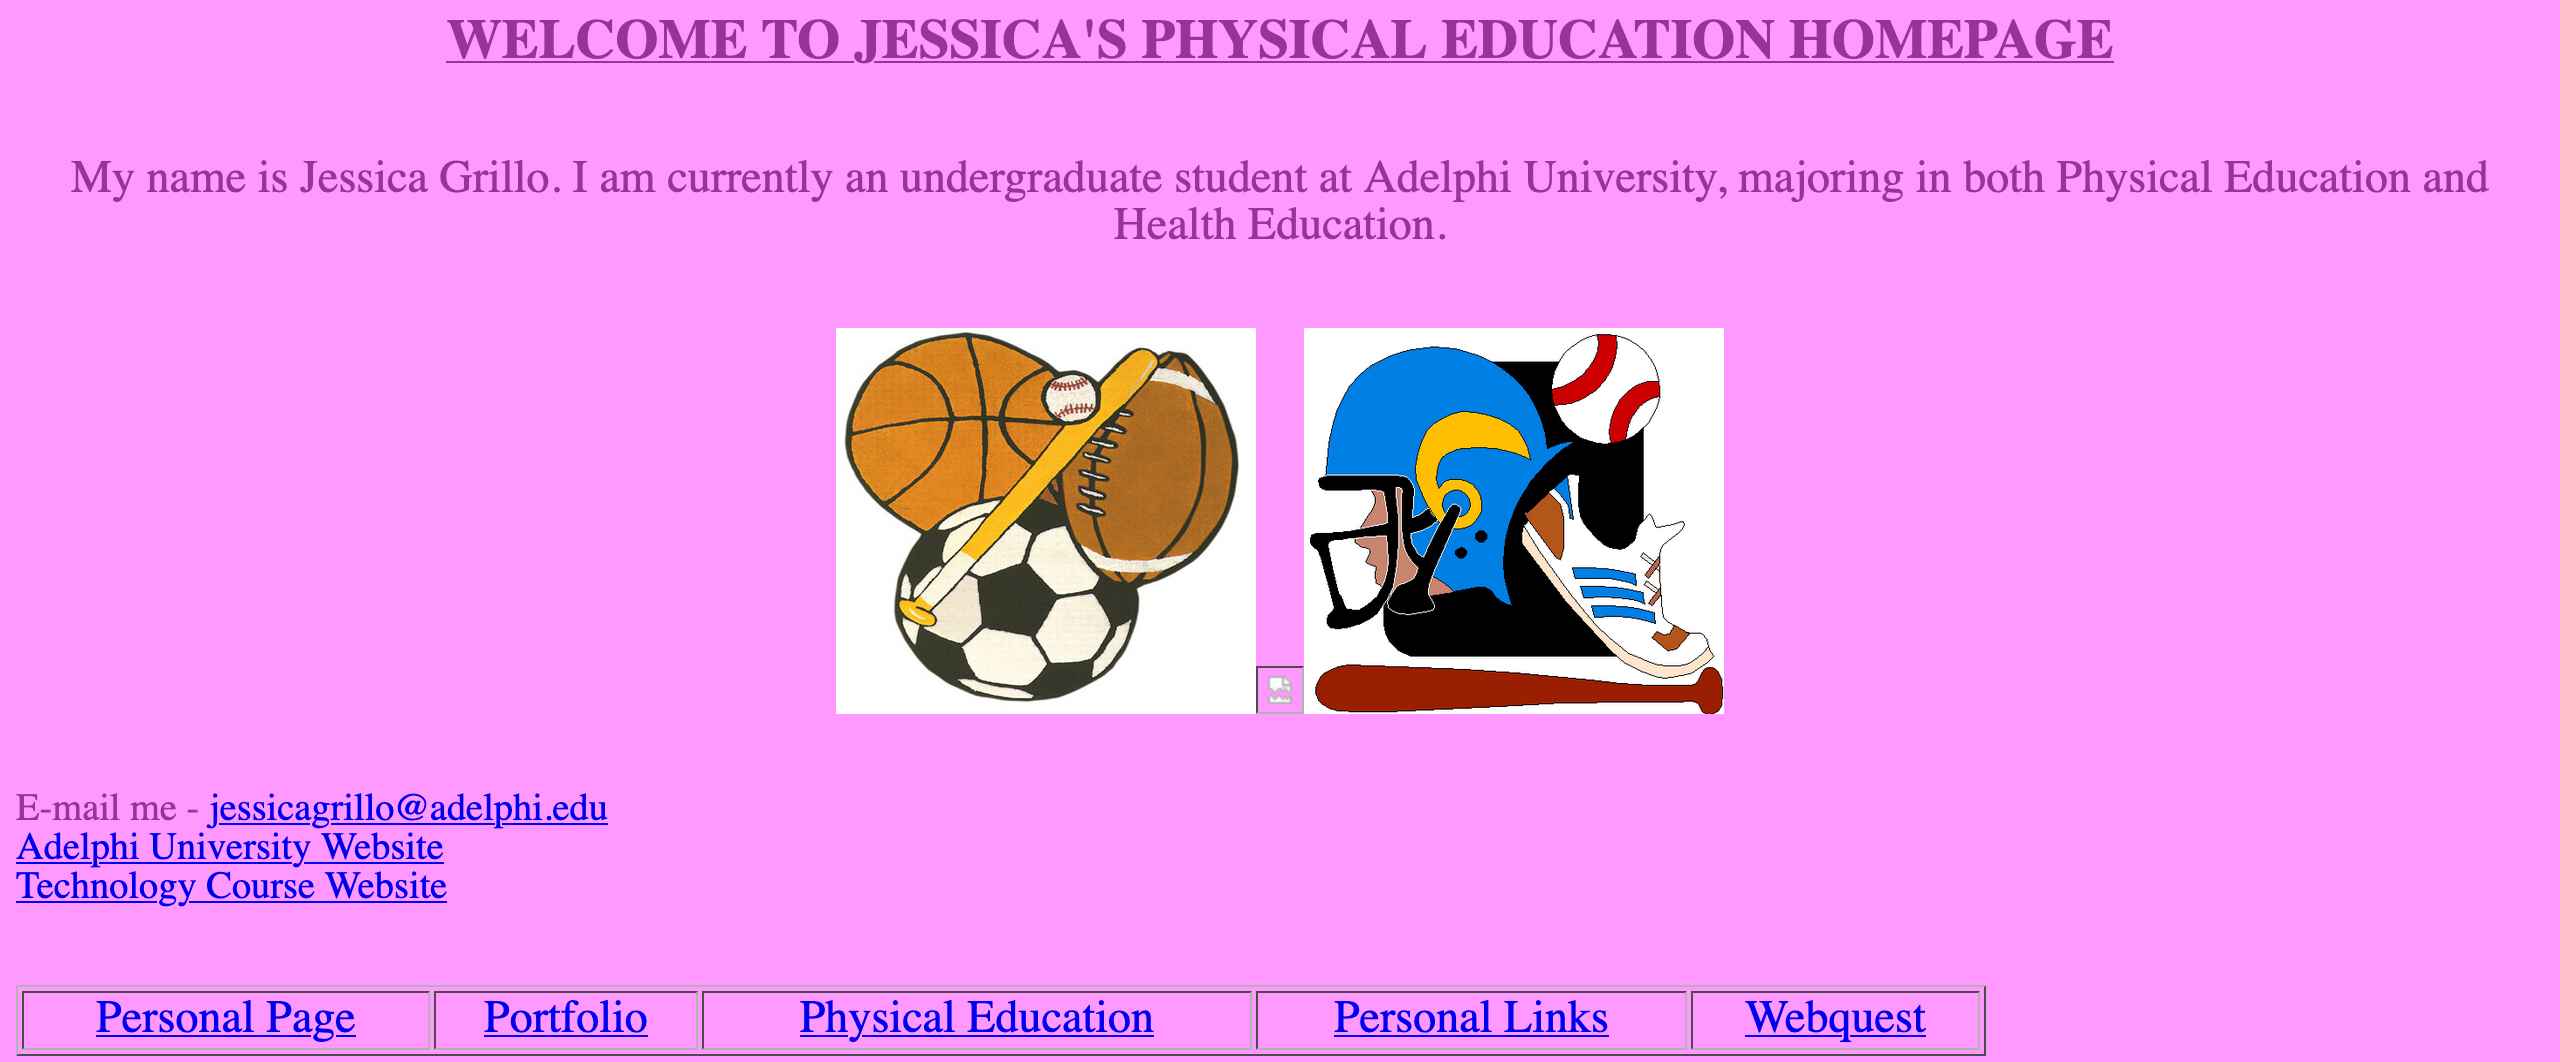 WELCOME TO JESSICA'S PHYSICAL EDUCATION HOMEPAGE
My name is Jessica Grillo. I am currently an undergraduate student at Adelphi University, majoring in both Physical Education and
Health Education.
E-mail me - jessicagrillo@adelphi.edu
Adelphi University Website
Technology Course Website
Personal Page Portfolio Physical Education Personal Links Webquest